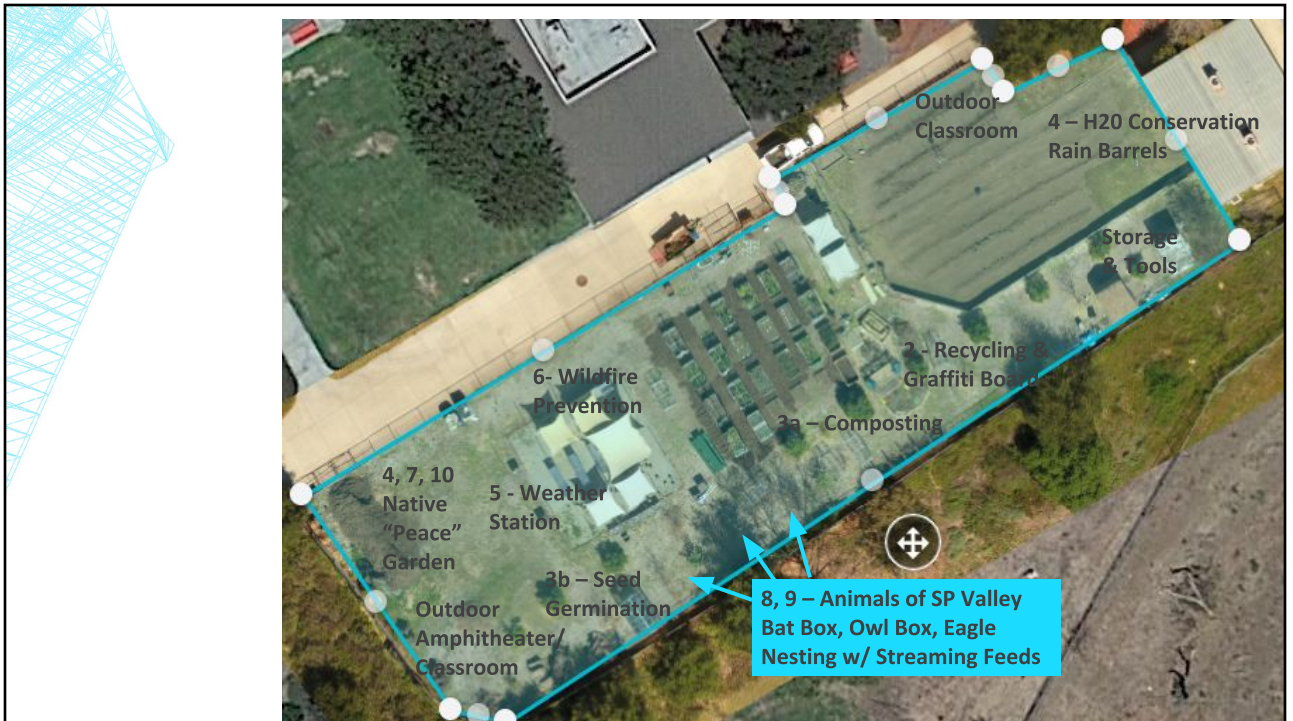 Outdoor
Classroom
4 – H20 Conservation
Rain Barrels
Storage
& Tools
2 - Recycling &
Graffiti Board
6- Wildfire
Prevention
3a – Composting
4, 7, 10
Native
“Peace”
Garden
5 - Weather
Station
3b – Seed
Germination
Outdoor
Amphitheater/
Classroom
8, 9 – Animals of SP Valley
Bat Box, Owl Box, Eagle
Nesting w/ Streaming Feeds